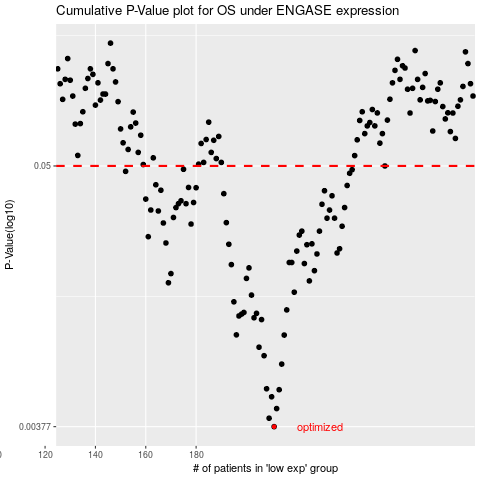 Cumulative P-Value plot for OS under ENGASE expression
P-Value(log10)
0.05
0.00377
optimized
0
120
140
160
180
# of patients in 'low exp' group